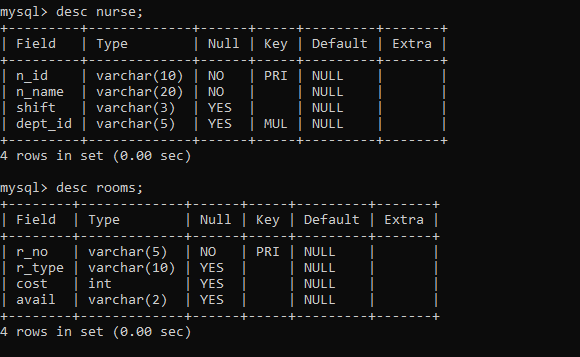 mysql> desc nurse;
+---------+-------------+------+-----+---------+-------+
| Field   | Type        | Null | Key | Default | Extra |
+---------+-------------+------+-----+---------+-------+
| n_id    | varchar(10) | NO   | PRI | NULL    |       |
| n_name  | varchar(20) | NO   |     | NULL    |       |
| shift   | varchar(3)  | YES  |     | NULL    |       |
| dept_id | varchar(5)  | YES  | MUL | NULL    |       |
+---------+-------------+------+-----+---------+-------+
4 rows in set (0.00 sec)

mysql> desc rooms;
+--------+-------------+------+-----+---------+-------+
| Field  | Type        | Null | Key | Default | Extra |
+--------+-------------+------+-----+---------+-------+
| r_no   | varchar(5)  | NO   | PRI | NULL    |       |
| r_type | varchar(10) | YES  |     | NULL    |       |
| cost   | int         | YES  |     | NULL    |       |
| avail  | varchar(2)  | YES  |     | NULL    |       |
+--------+-------------+------+-----+---------+-------+
4 rows in set (0.00 sec)